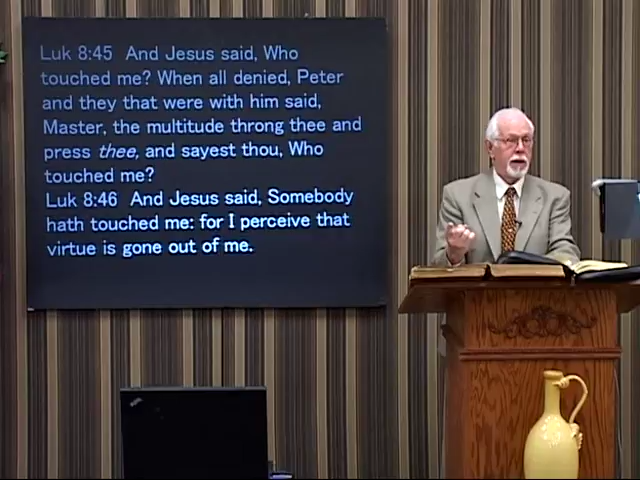 Luk 8:45 And Jesus said, Who
touched me? When all denied, Peter
and they that were with him said,
Master, the multitude throng thee and
press thee, and sayest thou, Who
touched me?
Luk 8:46 And Jesus said, Somebody
hath touched me: for I perceive that
virtue is gone out of me.